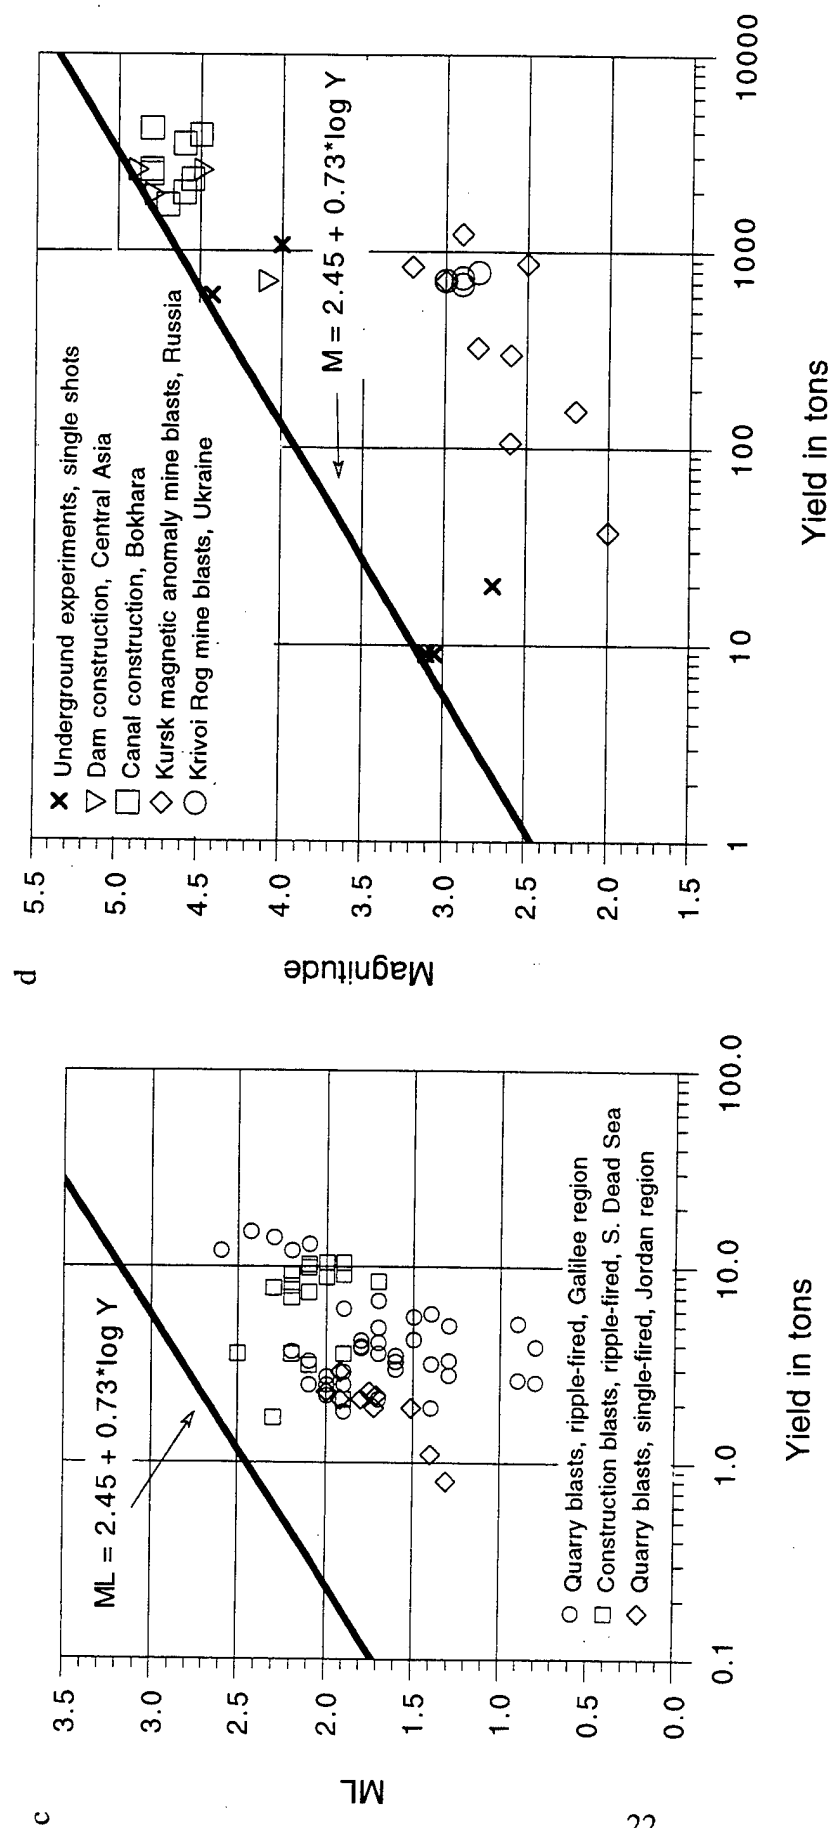 c
ML
3.5
3.0
2.5
2.0
1.5
1.0
0.5
0.0
ML = 2.45 + 0.73*log Y
Quarry blasts, ripple-fired, Galilee region
Construction blasts, ripple-fired, S. Dead Sea
Quarry blasts, single-fired, Jordan region
0.1
1.0
10.0
100.0
Yield in tons
d
Magnitude
5.5
5.0
4.5
4.0
3.5
3.0
2.5
2.0
1.5
Underground experiments, single shots
Dam construction, Central Asia
Canal construction, Bokhara
Kursk magnetic anomaly mine blasts, Russia
Krivoi Rog mine blasts, Ukraine
M = 2.45 + 0.73*log Y
1
10
100
1000
10000
Yield in tons
22